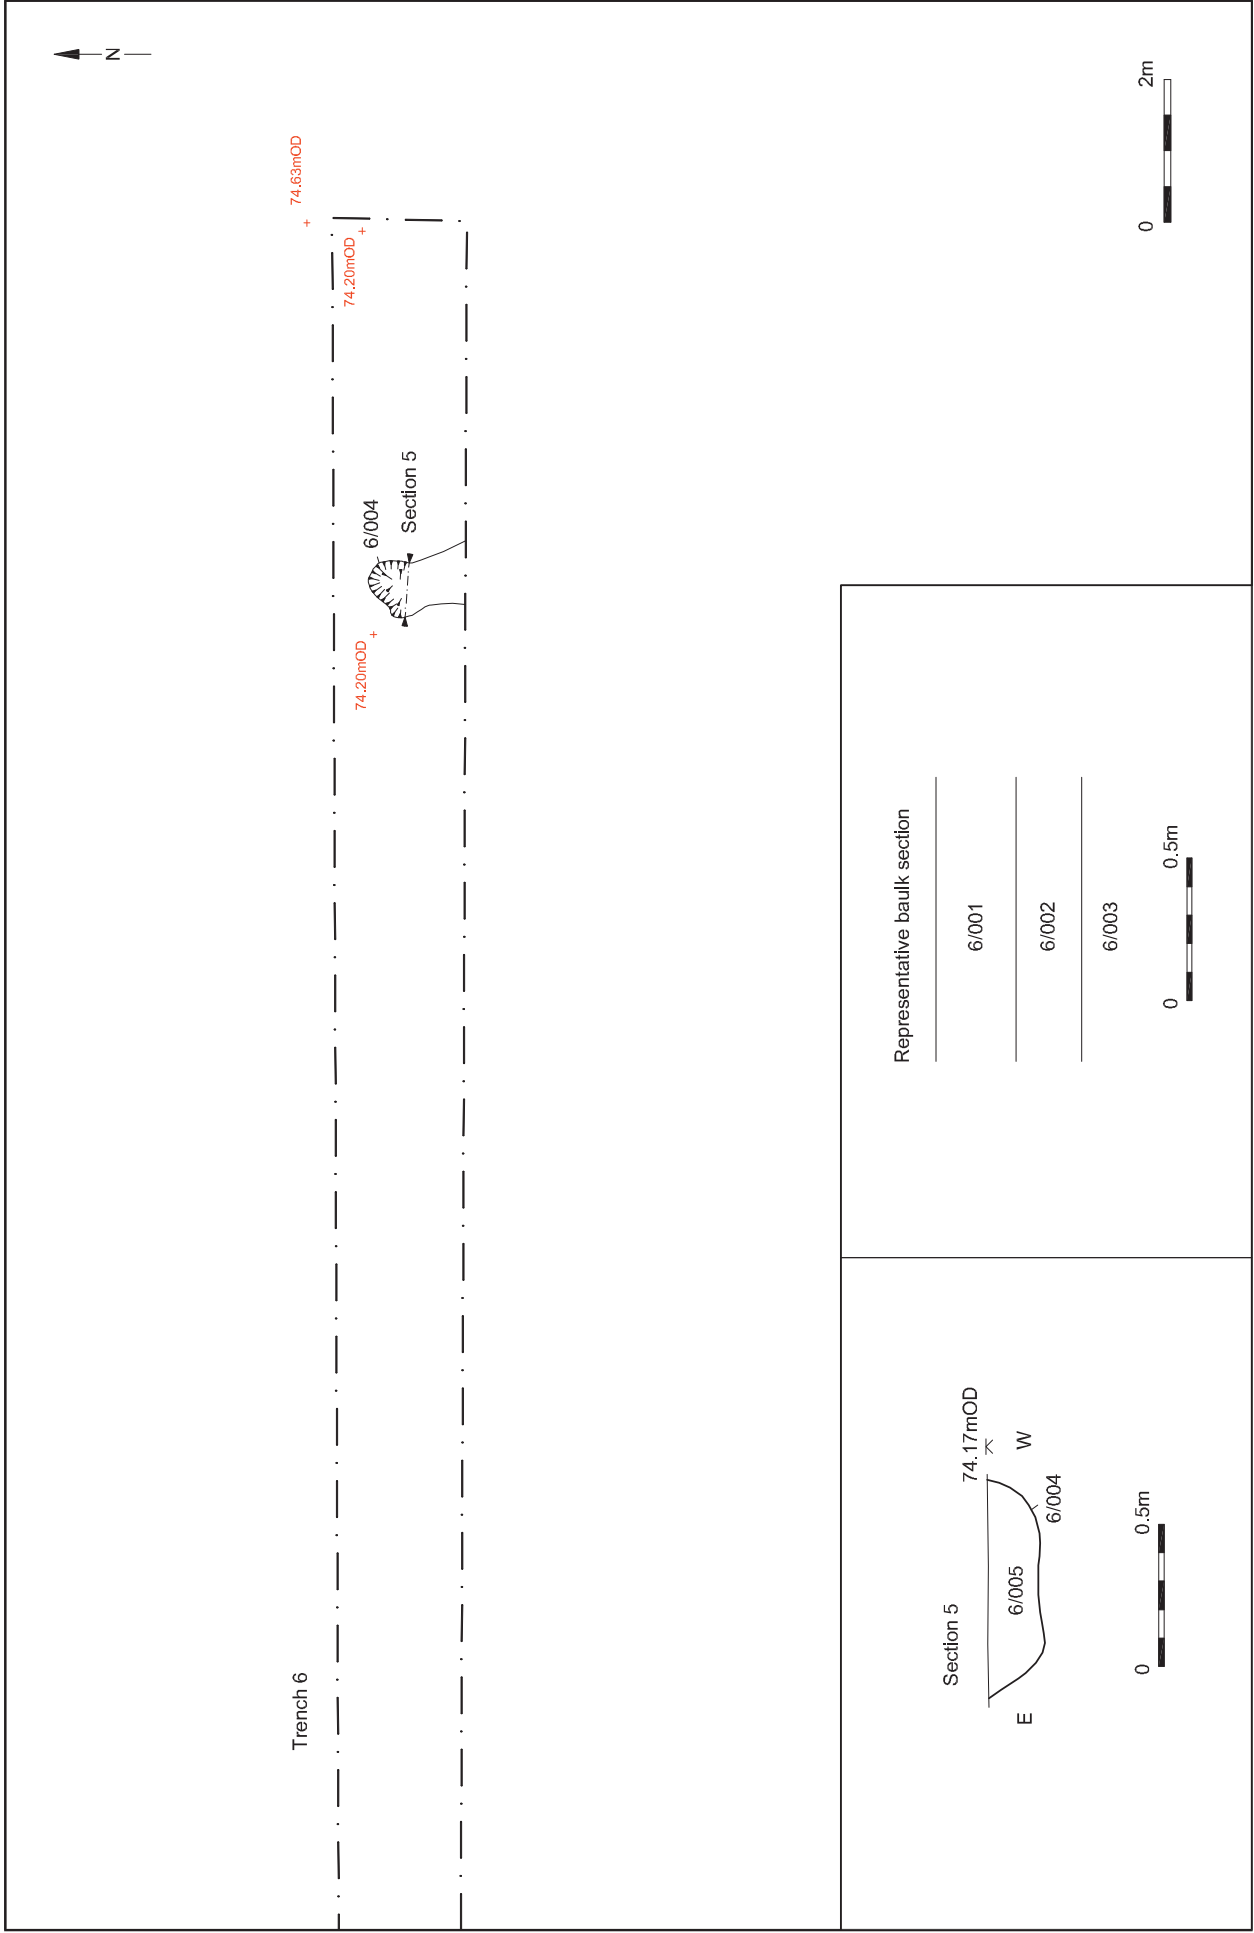 N
74.63mOD
74.20mOD
6/004
Section 5
74.20mOD
Trench 6
0 2m
Section 5
74.17mOD
E
W
6/005
6/004
0 0.5m
Representative baulk section
6/001
6/002
6/003
0 0.5m